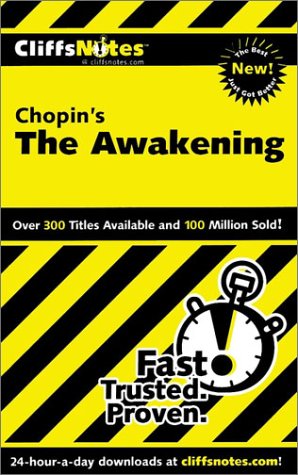 CliffsNotes™
@ cliffsnotes.com
The Best
Just Got Better
New!
Chopin's
The Awakening
Over 300 Titles Available and 100 Million Sold!
Fast.
Trusted.
Proven.
24-hour-a-day downloads at cliffsnotes.com!